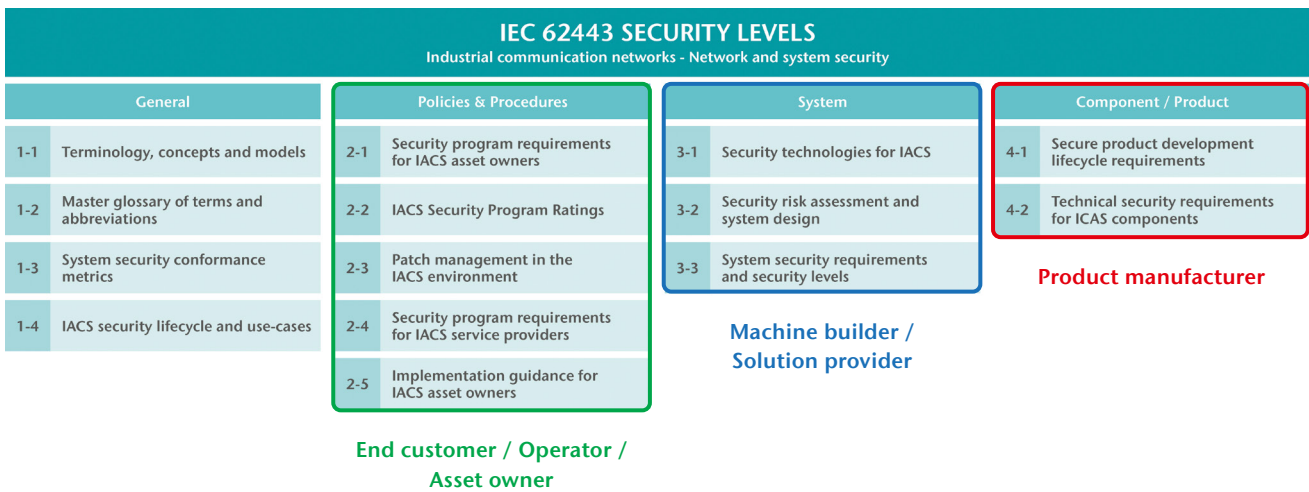 IEC 62443 SECURITY LEVELS
Industrial communication networks - Network and system security
General
1-1
Terminology, concepts and models
1-2
Master glossary of terms and
abbreviations
1-3
System security conformance
metrics
1-4
IACS security lifecycle and use-cases
Policies & Procedures
2-1
Security program requirements
for IACS asset owners
2-2
IACS Security Program Ratings
2-3
Patch management in the
IACS environment
2-4
Security program requirements
for IACS service providers
2-5
Implementation guidance for
IACS asset owners
End customer / Operator /
Asset owner
System
3-1
Security technologies for IACS
3-2
Security risk assessment and
system design
3-3
System security requirements
and security levels
Machine builder /
Solution provider
Component / Product
4-1
Secure product development
lifecycle requirements
4-2
Technical security requirements
for ICAS components
Product manufacturer